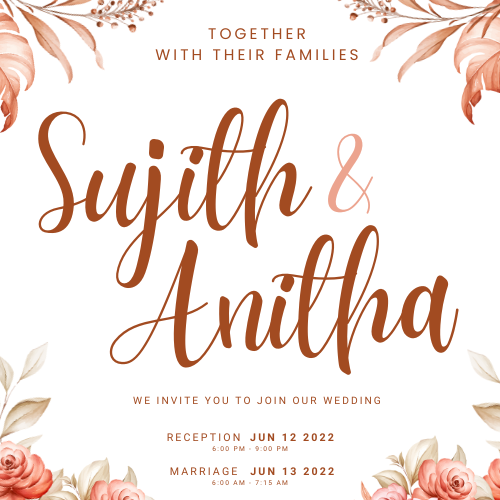 TOGETHER
WITH THEIR FAMILIES
Sujith &
Anitha
WE INVITE YOU TO JOIN OUR WEDDING
RECEPTION JUN 12 2022
6:00 PM - 9:00 PM
MARRIAGE JUN 13 2022
6:00 AM - 7:15 AM